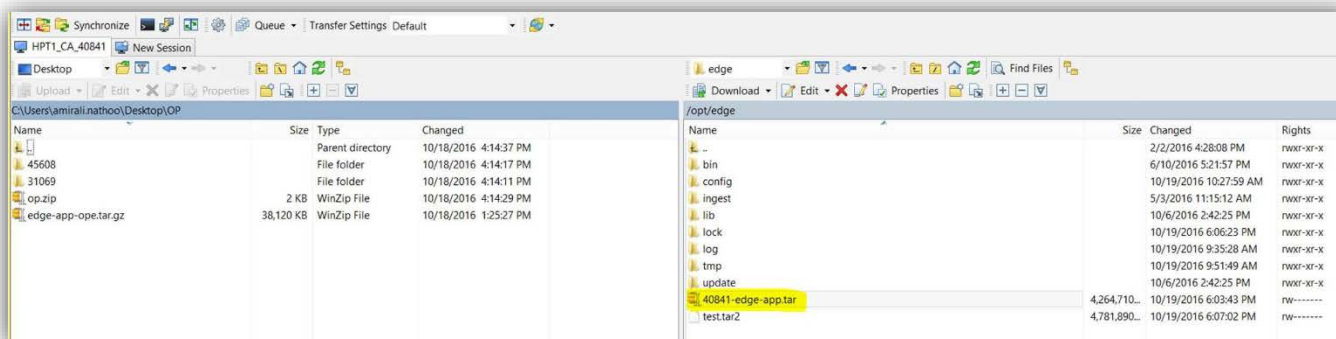 Synchronize Queue Transfer Settings Default
HPT1_CA_40841 New Session
Desktop
Upload Edit Properties
C:\Users\amirali.nathoo\Desktop\OP
Name Size Type Changed
.. Parent directory 10/18/2016 4:14:37 PM
45608 File folder 10/18/2016 4:14:17 PM
31069 File folder 10/18/2016 4:14:11 PM
op.zip 2 KB WinZip File 10/18/2016 4:14:29 PM
edge-app-ope.tar.gz 38,120 KB WinZip File 10/18/2016 1:25:27 PM
edge Find Files
Download Edit Properties
/opt/edge
Name Size Changed Rights
.. 2/2/2016 4:28:08 PM rwxr-xr-x
bin 6/10/2016 5:21:57 PM rwxr-xr-x
config 10/19/2016 10:27:59 AM rwxr-xr-x
ingest 5/3/2016 11:15:12 AM rwxr-xr-x
lib 10/6/2016 2:42:25 PM rwxr-xr-x
lock 10/19/2016 6:06:23 PM rwxr-xr-x
log 10/19/2016 9:35:28 AM rwxr-xr-x
tmp 10/19/2016 9:51:49 AM rwxr-xr-x
update 10/6/2016 2:42:25 PM rwxr-xr-x
40841-edge-app.tar 4,264,710... 10/19/2016 6:03:43 PM rw-------
test.tar2 4,781,890... 10/19/2016 6:07:02 PM rw-------